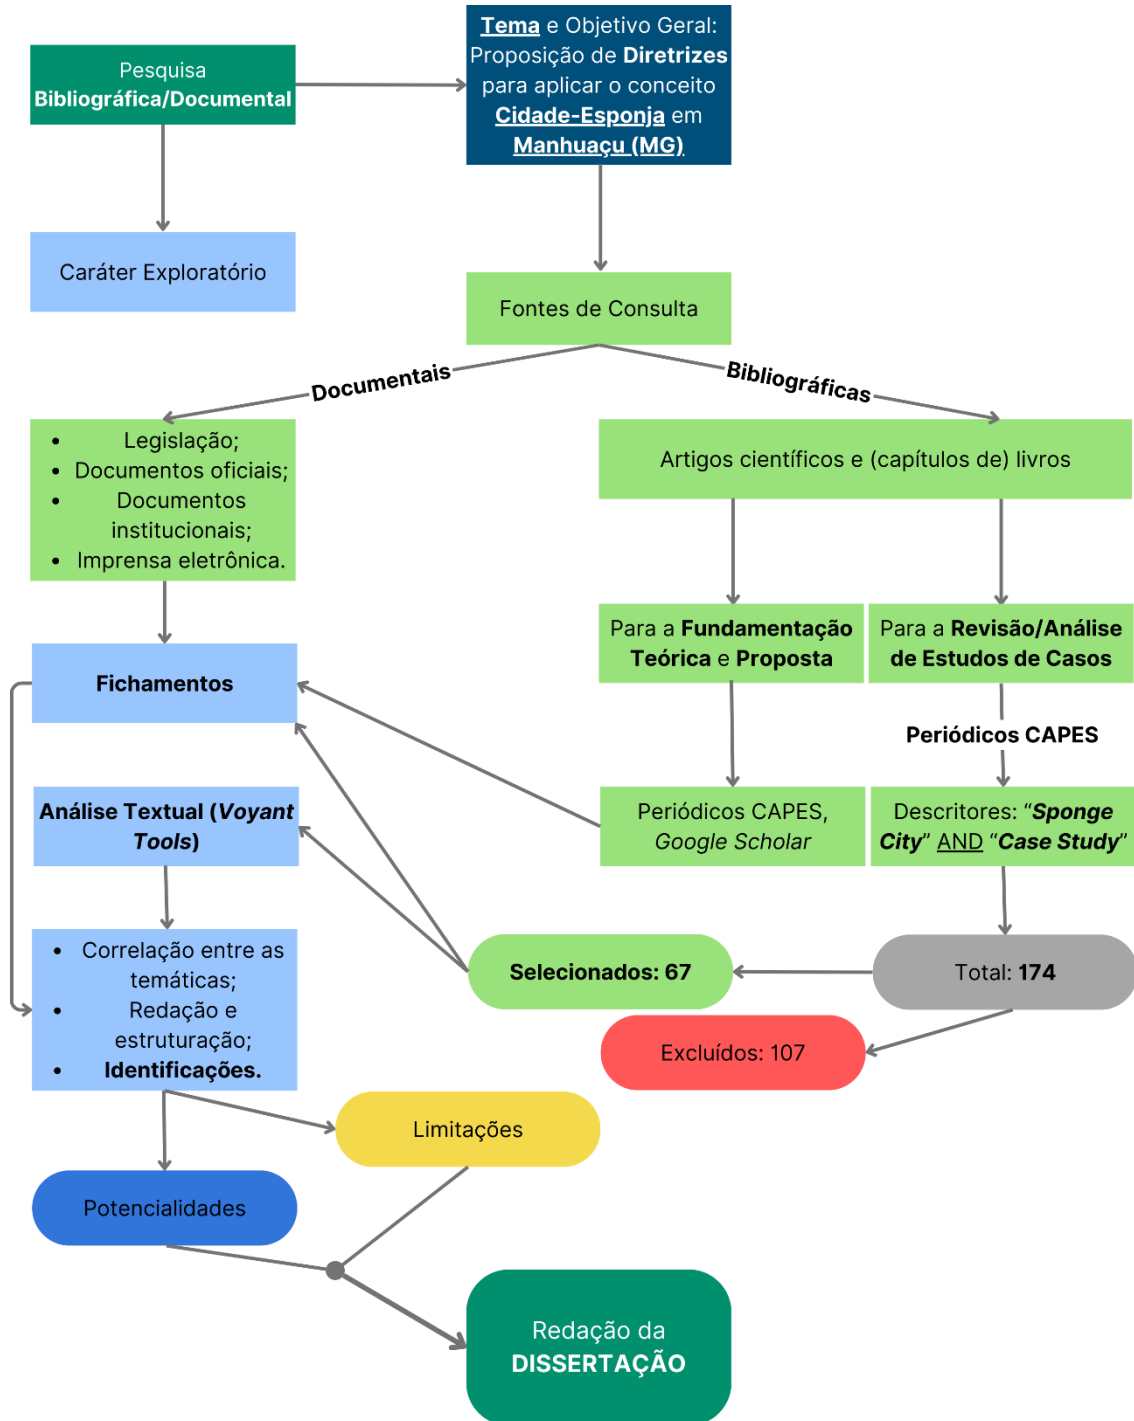 Tema e Objetivo Geral:
Proposição de Diretrizes
para aplicar o conceito
Cidade-Esponja em
Manhuaçu (MG)
Pesquisa
Bibliográfica/Documental
Caráter Exploratório
Fontes de Consulta
Documentais
Bibliográficas
• Legislação;
• Documentos oficiais;
• Documentos
institucionais;
• Imprensa eletrônica.
Artigos científicos e (capítulos de) livros
Para a Fundamentação
Teórica e Proposta
Para a Revisão/Análise
de Estudos de Casos
Fichamentos
Periódicos CAPES
Análise Textual (Voyant
Tools)
Periódicos CAPES,
Google Scholar
Descritores: “Sponge
City” AND “Case Study”
• Correlação entre as
temáticas;
• Redação e
estruturação;
• Identificações.
Selecionados: 67
Total: 174
Excluídos: 107
Limitações
Potencialidades
Redação da
DISSERTAÇÃO